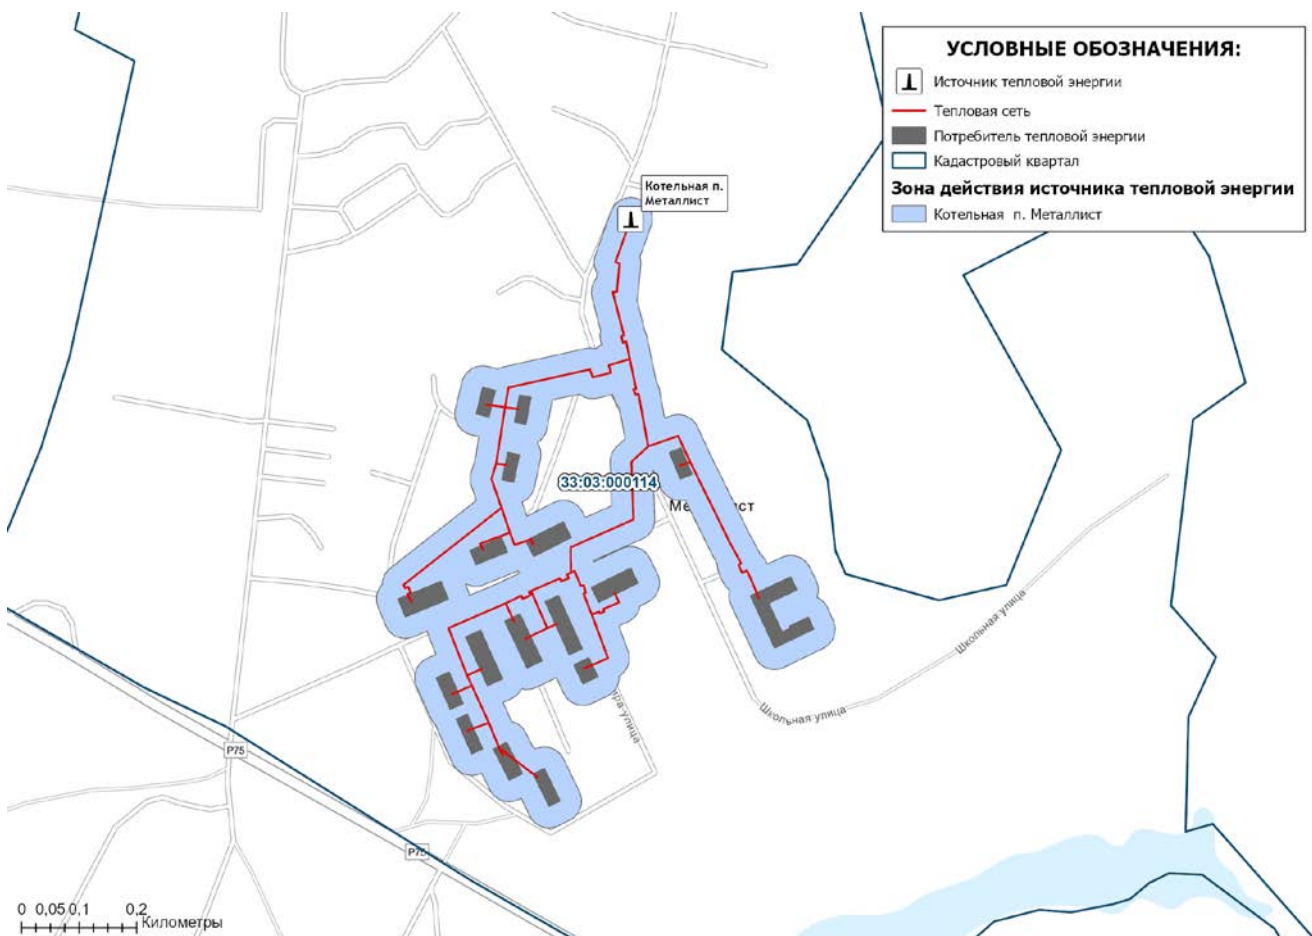 УСЛОВНЫЕ ОБОЗНАЧЕНИЯ:
Источник тепловой энергии
Тепловая сеть
Потребитель тепловой энергии
Кадастровый квартал
Зона действия источника тепловой энергии
Котельная п. Металлист
Котельная п.
Металлист
33:03:000114
Школьная улица
Школьная улица
улица
Р75
0 0,05 0,1 0,2
Километры